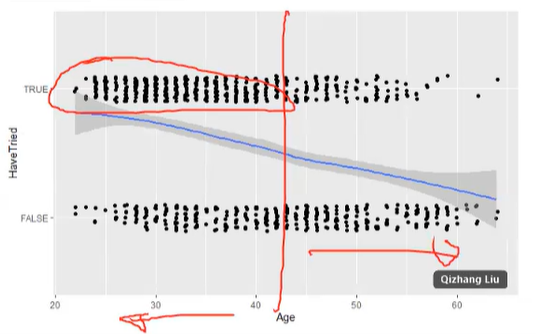 TRUE
HaveTried
FALSE
Qizhang Liu
20 30 40 50 60
Age